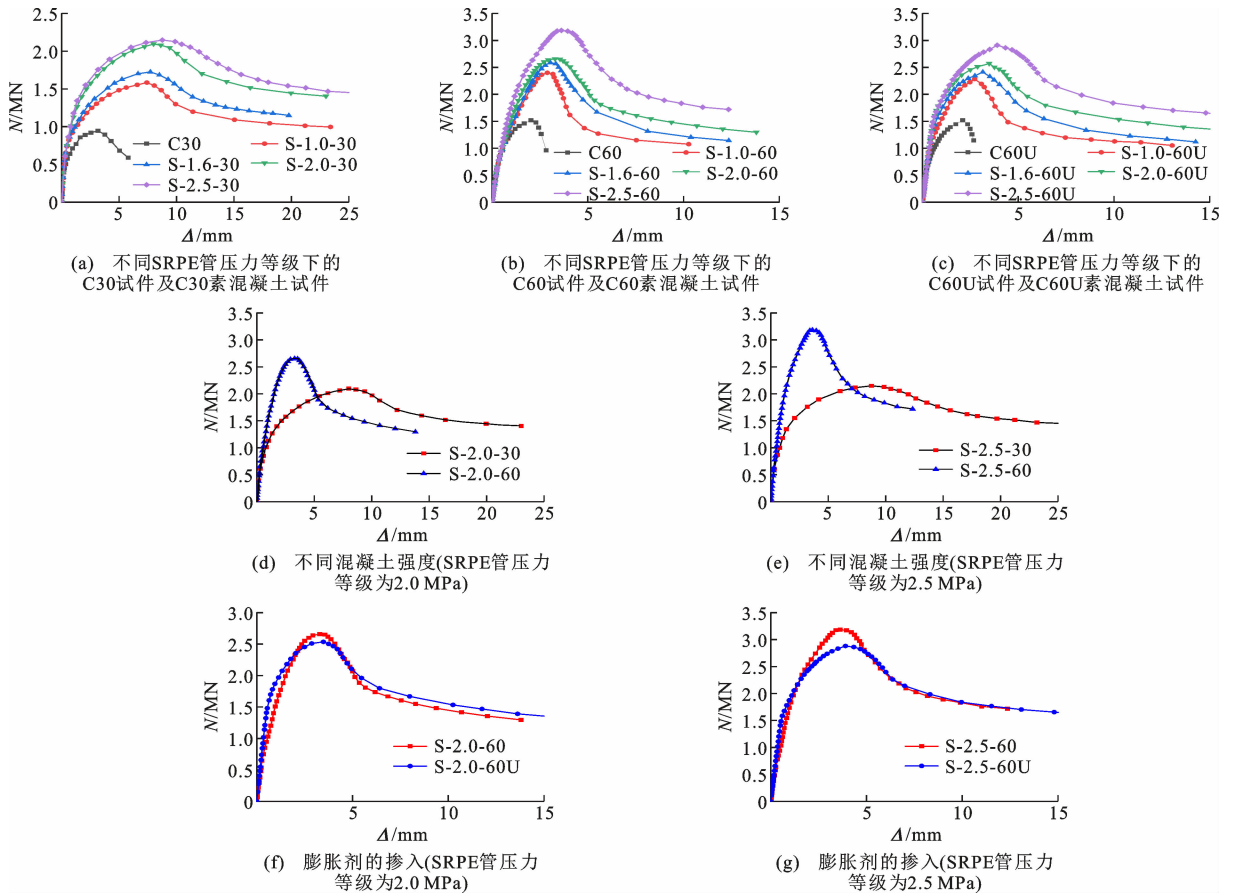 2.5
2.0
1.5
1.0
0.5
0
N/MN
5 10 15 20 25
Δ/mm
C30 S-1.0-30
S-1.6-30 S-2.0-30
S-2.5-30
(a) 不同SRPE管压力等级下的
C30试件及C30素混凝土试件
3.5
3.0
2.5
2.0
1.5
1.0
0.5
0
N/MN
5 10 15
Δ/mm
C60 S-1.0-60
S-1.6-60 S-2.0-60
S-2.5-60
(b) 不同SRPE管压力等级下的
C60试件及C60素混凝土试件
3.5
3.0
2.5
2.0
1.5
1.0
0.5
0
N/MN
5 10 15
Δ/mm
C60U S-1.0-60U
S-1.6-60U S-2.0-60U
S-2.5-60U
(c) 不同SRPE管压力等级下的
C60U试件及C60U素混凝土试件
3.5
3.0
2.5
2.0
1.5
1.0
0.5
0
N/MN
5 10 15 20 25
Δ/mm
S-2.0-30
S-2.0-60
(d) 不同混凝土强度(SRPE管压力
等级为2.0 MPa)
3.5
3.0
2.5
2.0
1.5
1.0
0.5
0
N/MN
5 10 15 20 25
Δ/mm
S-2.5-30
S-2.5-60
(e) 不同混凝土强度(SRPE管压力
等级为2.5 MPa)
3.0
2.5
2.0
1.5
1.0
0.5
0
N/MN
5 10 15
Δ/mm
S-2.0-60
S-2.0-60U
(f) 膨胀剂的掺入(SRPE管压力
等级为2.0 MPa)
3.5
3.0
2.5
2.0
1.5
1.0
0.5
0
N/MN
5 10 15
Δ/mm
S-2.5-60
S-2.5-60U
(g) 膨胀剂的掺入(SRPE管压力
等级为2.5 MPa)